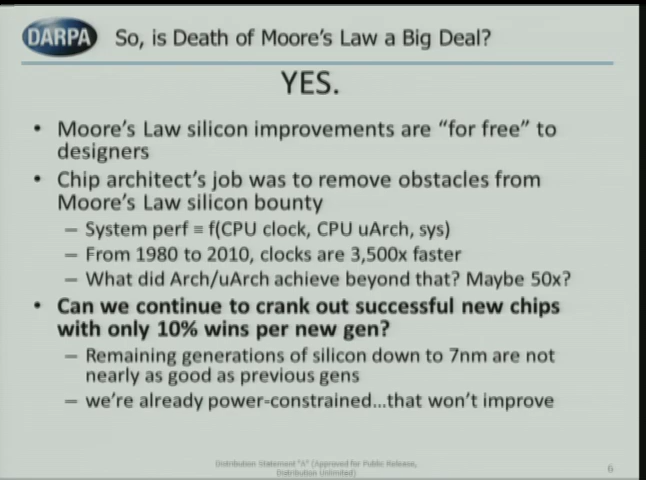 DARPA So, is Death of Moore's Law a Big Deal?
YES.
• Moore's Law silicon improvements are "for free" to
designers
• Chip architect's job was to remove obstacles from
Moore's Law silicon bounty
– System perf ≡ f(CPU clock, CPU uArch, sys)
– From 1980 to 2010, clocks are 3,500x faster
– What did Arch/uArch achieve beyond that? Maybe 50x?
• Can we continue to crank out successful new chips
with only 10% wins per new gen?
– Remaining generations of silicon down to 7nm are not
nearly as good as previous gens
– we're already power-constrained...that won't improve
Distribution Statement "A" (Approved for Public Release,
Distribution Unlimited)
6